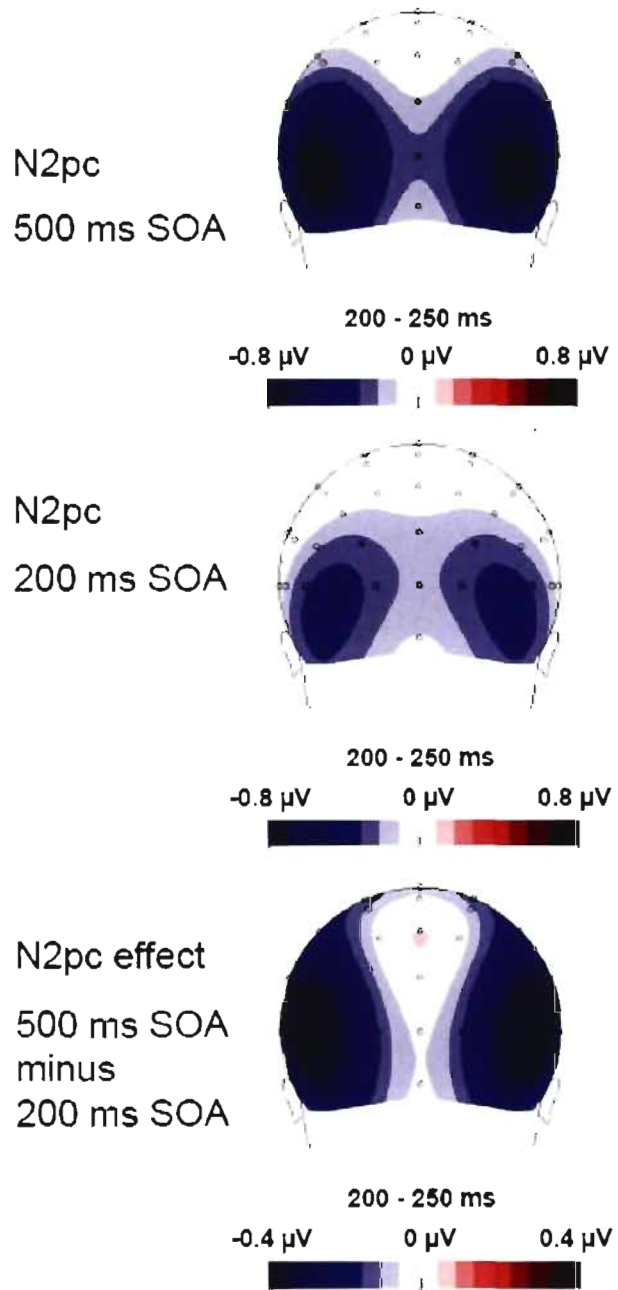 N2pc
500 ms SOA
200 - 250 ms
-0.8 µV 0 µV 0.8 µV
N2pc
200 ms SOA
200 - 250 ms
-0.8 µV 0 µV 0.8 µV
N2pc effect
500 ms SOA
minus
200 ms SOA
200 - 250 ms
-0.4 µV 0 µV 0.4 µV